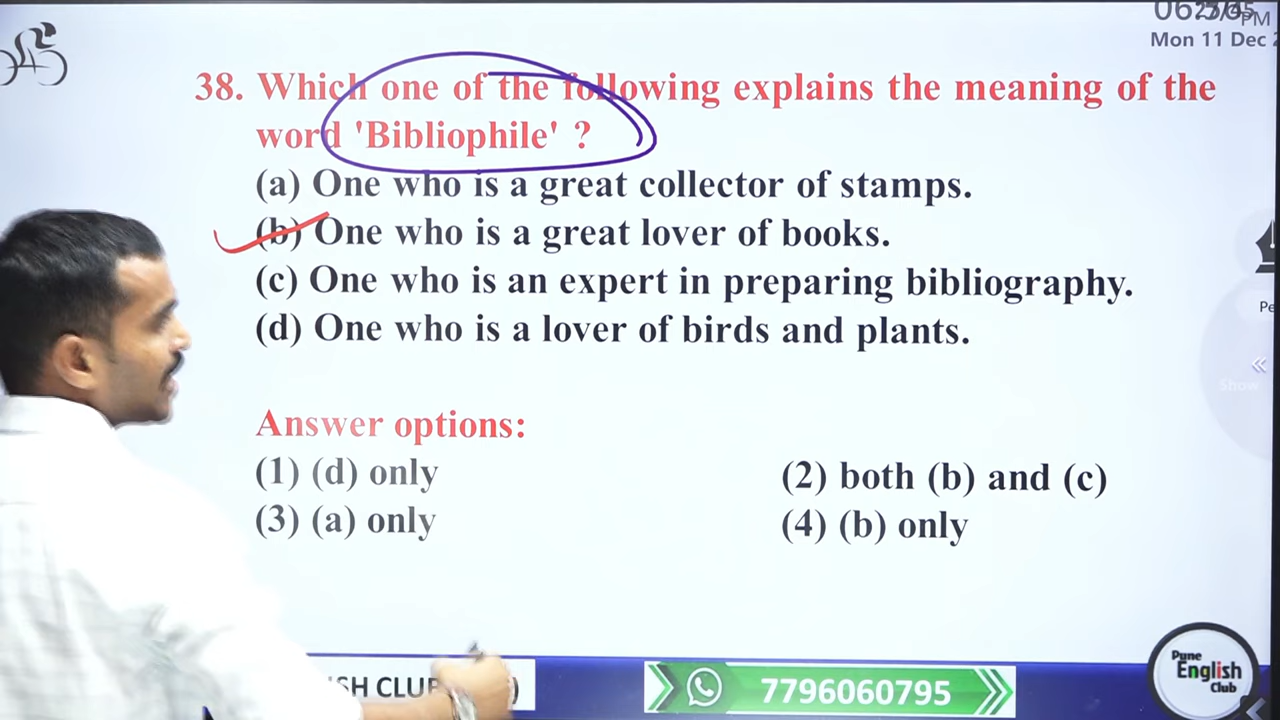 Mon 11 Dec
38. Which one of the following explains the meaning of the
word 'Bibliophile' ?
(a) One who is a great collector of stamps.
(b) One who is a great lover of books.
(c) One who is an expert in preparing bibliography.
(d) One who is a lover of birds and plants.
Answer options:
(1) (d) only
(2) both (b) and (c)
(3) (a) only
(4) (b) only
Show
7796060795
Pune
English
Club